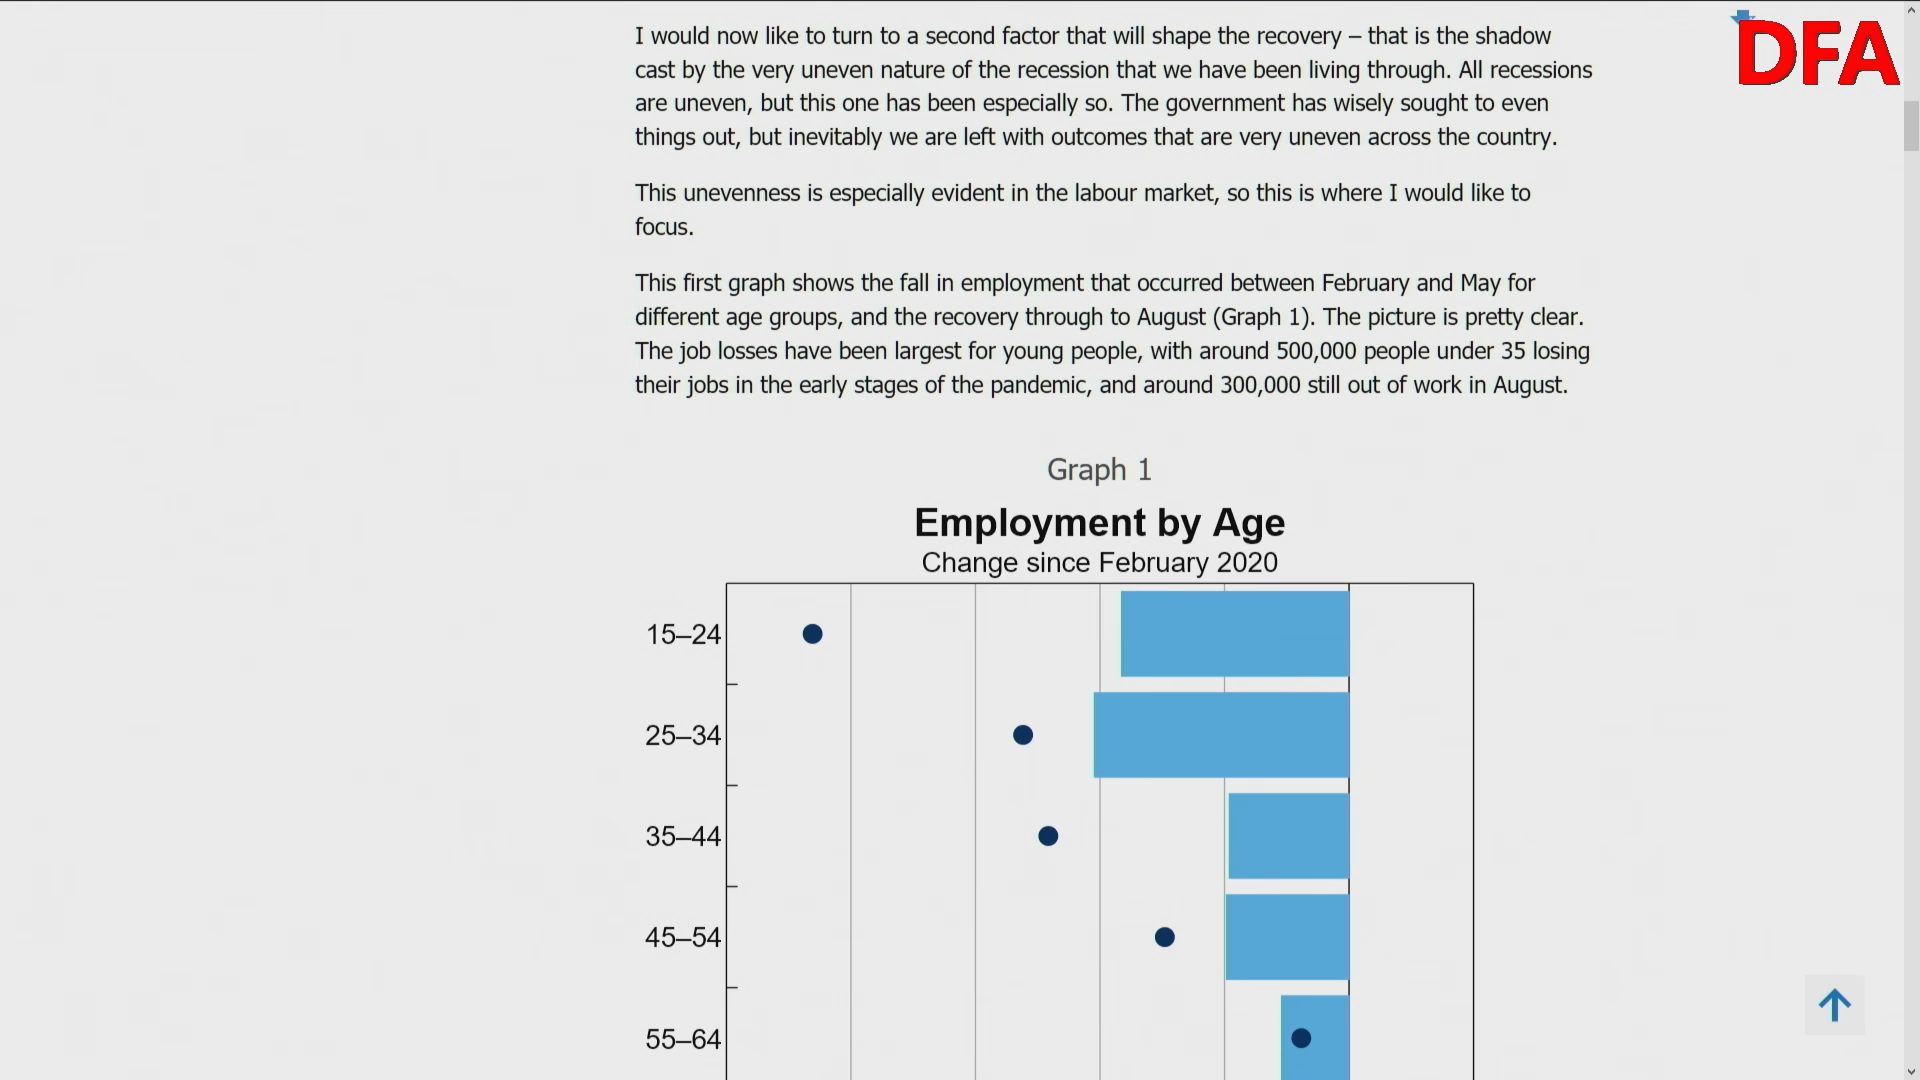 I would now like to turn to a second factor that will shape the recovery – that is the shadow
cast by the very uneven nature of the recession that we have been living through. All recessions
are uneven, but this one has been especially so. The government has wisely sought to even
things out, but inevitably we are left with outcomes that are very uneven across the country.
This unevenness is especially evident in the labour market, so this is where I would like to
focus.
This first graph shows the fall in employment that occurred between February and May for
different age groups, and the recovery through to August (Graph 1). The picture is pretty clear.
The job losses have been largest for young people, with around 500,000 people under 35 losing
their jobs in the early stages of the pandemic, and around 300,000 still out of work in August.
DFA
Graph 1
Employment by Age
Change since February 2020
15–24
25–34
35–44
45–54
55–64